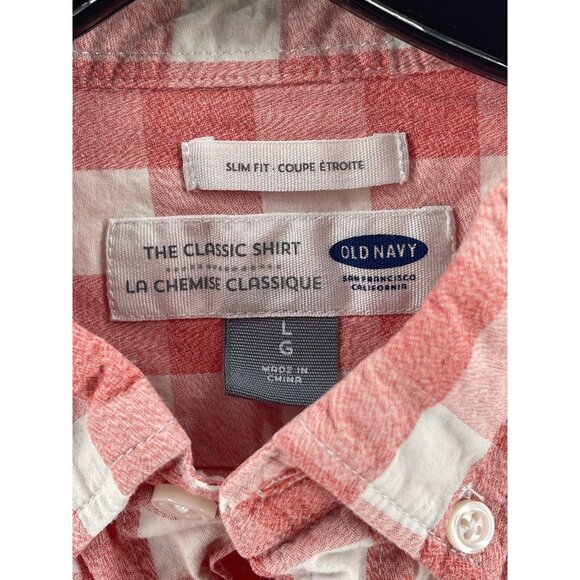 SLIM FIT · COUPE ÉTROITE
THE CLASSIC SHIRT
LA CHEMISE CLASSIQUE
OLD NAVY
SAN FRANCISCO
CALIFORNIA
L
G
MADE IN
CHINA